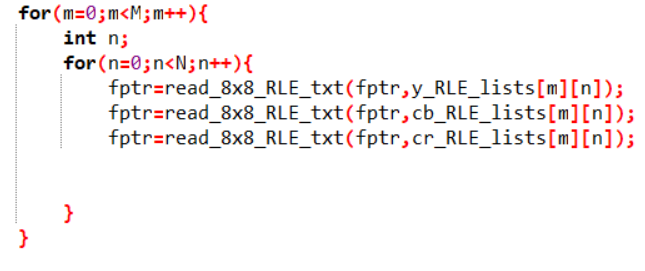 for(m=0;m<M;m++){
int n;
for(n=0;n<N;n++){
fptr=read_8x8_RLE_txt(fptr,y_RLE_lists[m][n]);
fptr=read_8x8_RLE_txt(fptr,cb_RLE_lists[m][n]);
fptr=read_8x8_RLE_txt(fptr,cr_RLE_lists[m][n]);
}
}